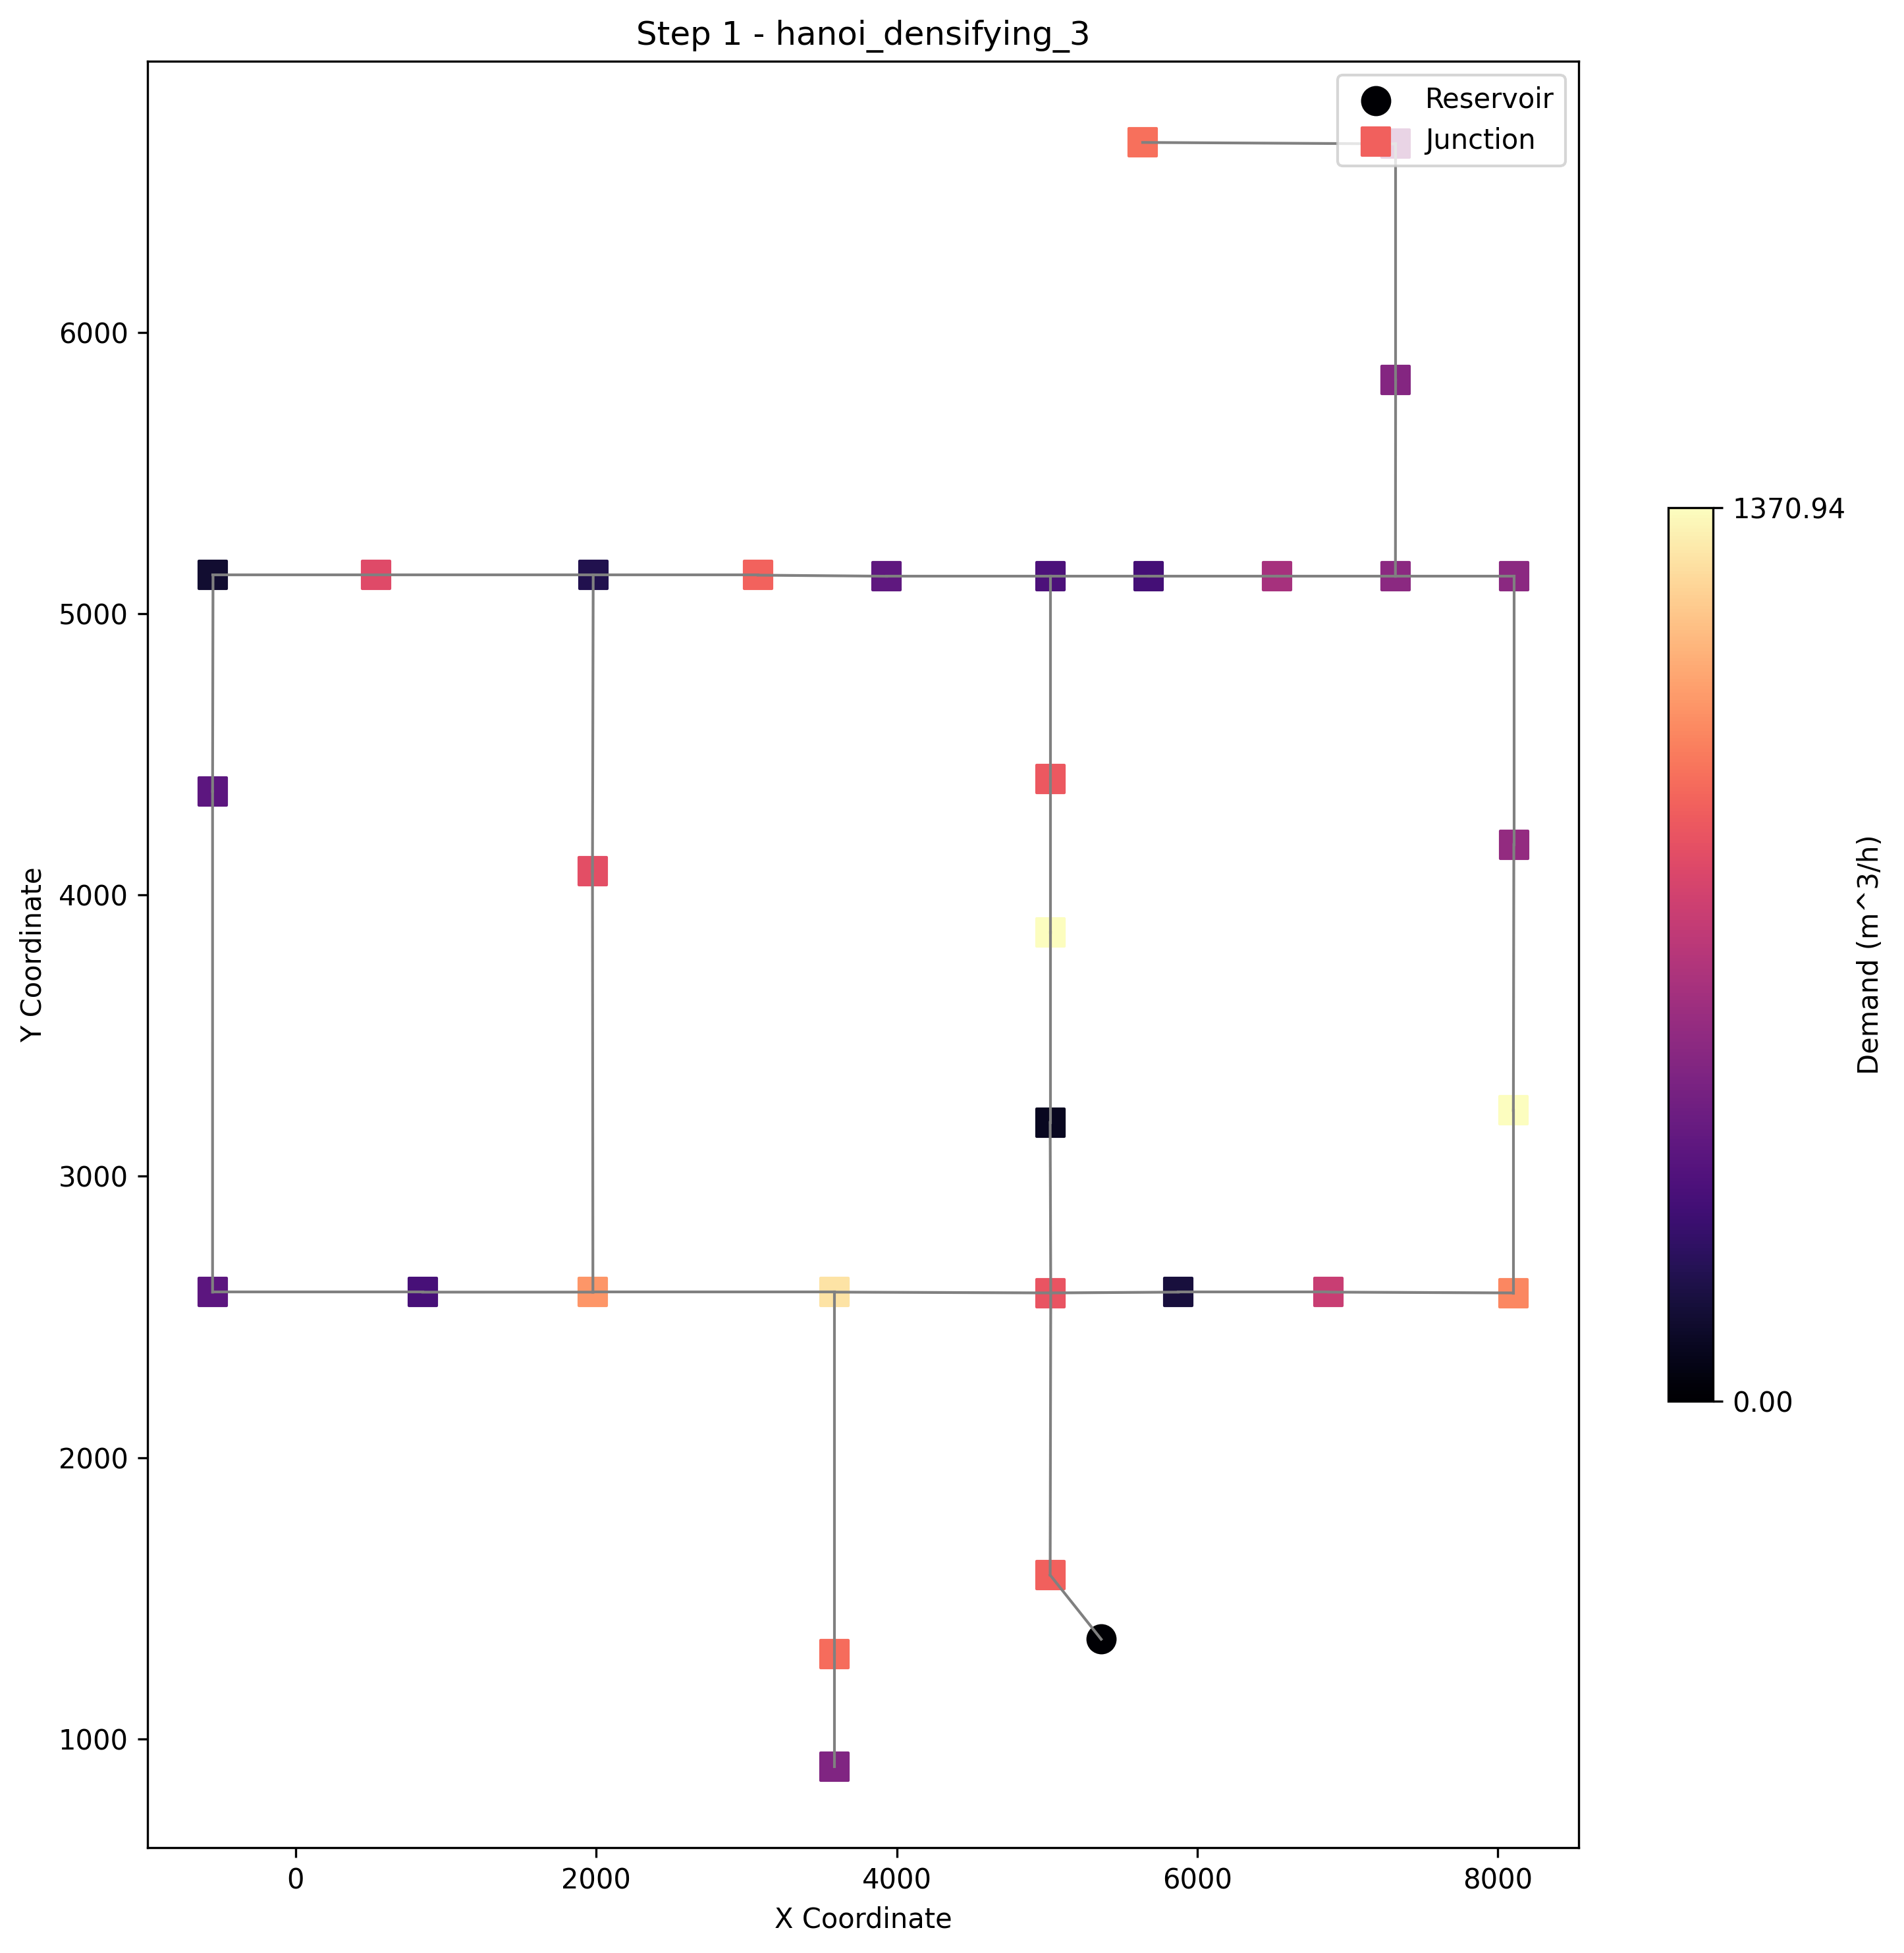 Step 1 - hanoi_densifying_3
Reservoir
Junction
6000
5000
4000
3000
2000
1000
Y Coordinate
0
2000
4000
6000
8000
X Coordinate
1370.94
0.00
Demand (m^3/h)